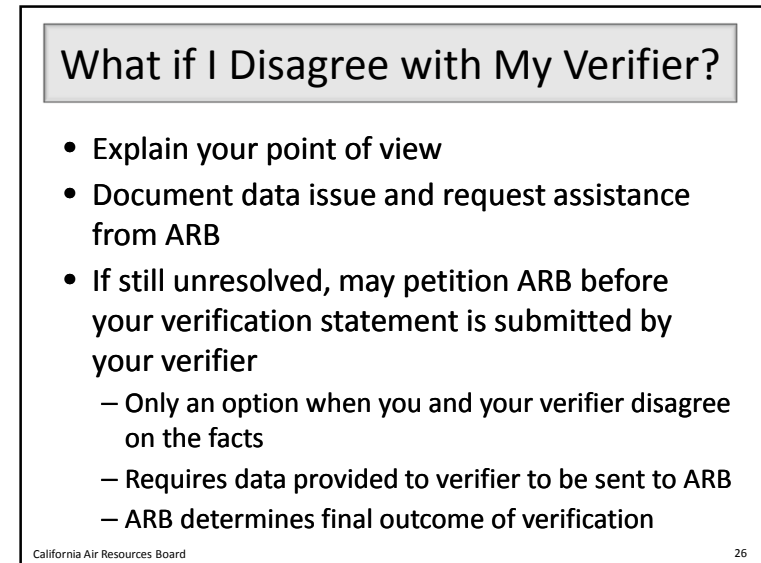 What if I Disagree with My Verifier?
• Explain your point of view
• Document data issue and request assistance
from ARB
• If still unresolved, may petition ARB before
your verification statement is submitted by
your verifier
– Only an option when you and your verifier disagree
on the facts
– Requires data provided to verifier to be sent to ARB
– ARB determines final outcome of verification
California Air Resources Board 26